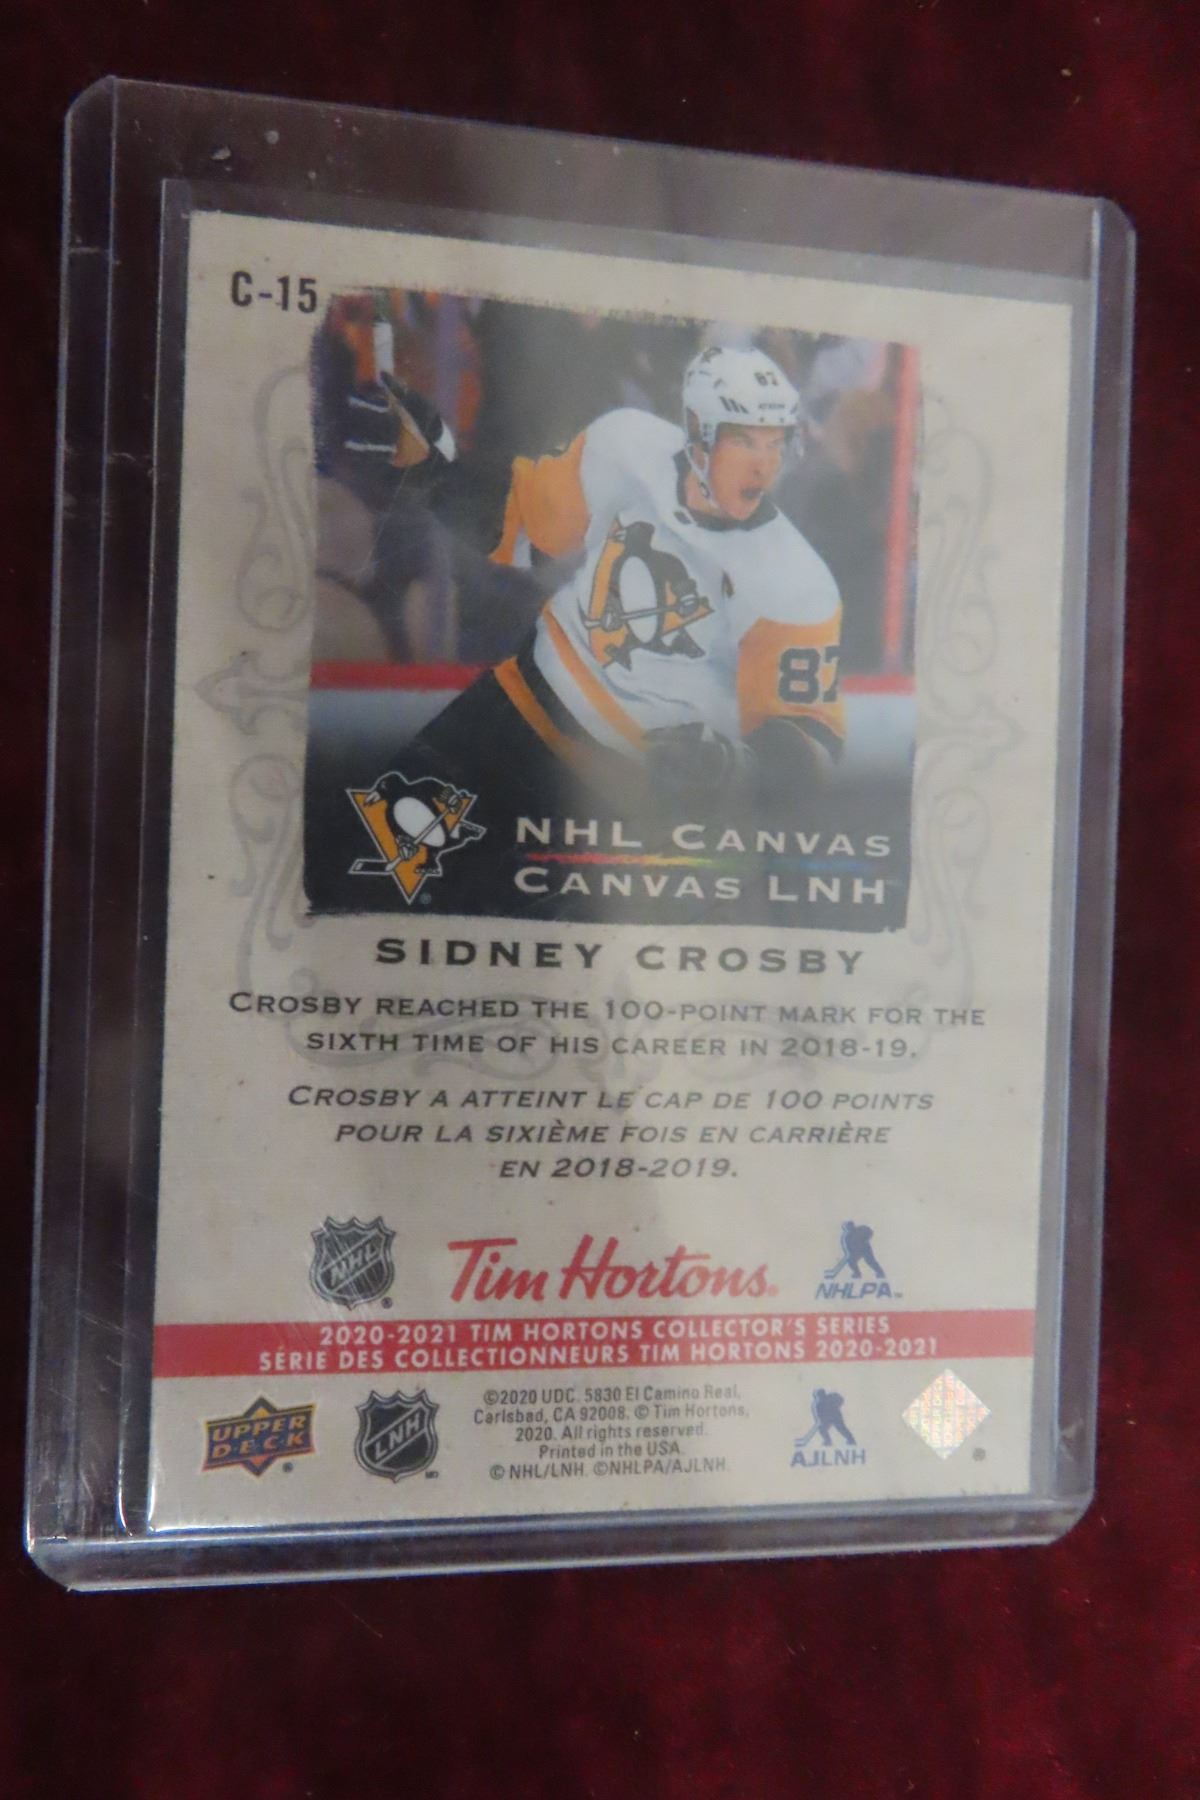 C-15
87
87
NHL CANVAS
CANVAS LNH
SIDNEY CROSBY
CROSBY REACHED THE 100-POINT MARK FOR THE
SIXTH TIME OF HIS CAREER IN 2018-19.
CROSBY A ATTEINT LE CAP DE 100 POINTS
POUR LA SIXIÈME FOIS EN CARRIÈRE
EN 2018-2019.
NHL ®
Tim Hortons®
NHLPA™
2020-2021 TIM HORTONS COLLECTOR'S SERIES
SÉRIE DES COLLECTIONNEURS TIM HORTONS 2020-2021
UPPER
DECK ®
LNH MD
©2020 UDC. 5830 El Camino Real,
Carlsbad, CA 92008. © Tim Hortons,
2020. All rights reserved.
Printed in the USA.
© NHL/LNH. ©NHLPA/AJLNH.
AJLNH
®